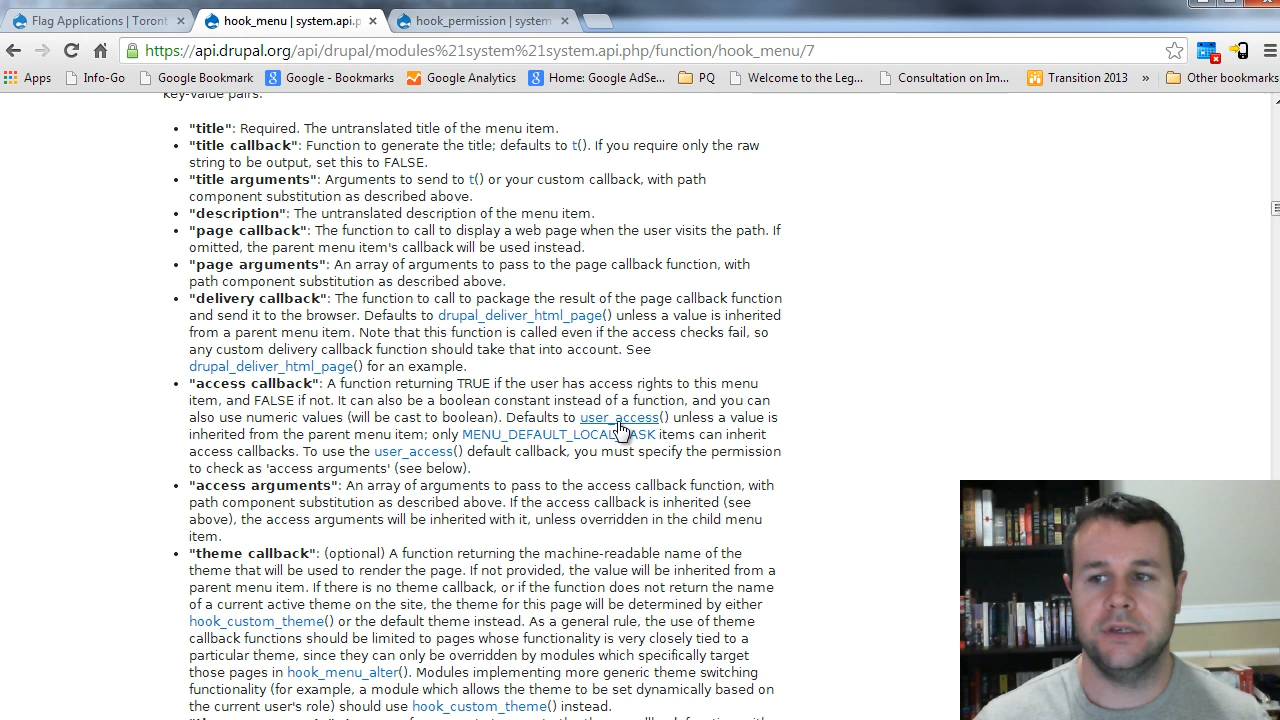 Flag Applications | Toront
hook_menu | system.api.p
hook_permission | system
https://api.drupal.org/api/drupal/modules%21system%21system.api.php/function/hook_menu/7
Apps
Info-Go
Google Bookmark
Google - Bookmarks
Google Analytics
Home: Google AdSe...
PQ
Welcome to the Leg...
Consultation on Im...
Transition 2013
»
Other bookmarks
key-value pairs:
• "title": Required. The untranslated title of the menu item.
• "title callback": Function to generate the title; defaults to t(). If you require only the raw
string to be output, set this to FALSE.
• "title arguments": Arguments to send to t() or your custom callback, with path
component substitution as described above.
• "description": The untranslated description of the menu item.
• "page callback": The function to call to display a web page when the user visits the path. If
omitted, the parent menu item's callback will be used instead.
• "page arguments": An array of arguments to pass to the page callback function, with
path component substitution as described above.
• "delivery callback": The function to call to package the result of the page callback function
and send it to the browser. Defaults to drupal_deliver_html_page() unless a value is inherited
from a parent menu item. Note that this function is called even if the access checks fail, so
any custom delivery callback function should take that into account. See
drupal_deliver_html_page() for an example.
• "access callback": A function returning TRUE if the user has access rights to this menu
item, and FALSE if not. It can also be a boolean constant instead of a function, and you can
also use numeric values (will be cast to boolean). Defaults to user_access() unless a value is
inherited from the parent menu item; only MENU_DEFAULT_LOCAL_TASK items can inherit
access callbacks. To use the user_access() default callback, you must specify the permission
to check as 'access arguments' (see below).
• "access arguments": An array of arguments to pass to the access callback function, with
path component substitution as described above. If the access callback is inherited (see
above), the access arguments will be inherited with it, unless overridden in the child menu
item.
• "theme callback": (optional) A function returning the machine-readable name of the
theme that will be used to render the page. If not provided, the value will be inherited from a
parent menu item. If there is no theme callback, or if the function does not return the name
of a current active theme on the site, the theme for this page will be determined by either
hook_custom_theme() or the default theme instead. As a general rule, the use of theme
callback functions should be limited to pages whose functionality is very closely tied to a
particular theme, since they can only be overridden by modules which specifically target
those pages in hook_menu_alter(). Modules implementing more generic theme switching
functionality (for example, a module which allows the theme to be set dynamically based on
the current user's role) should use hook_custom_theme() instead.